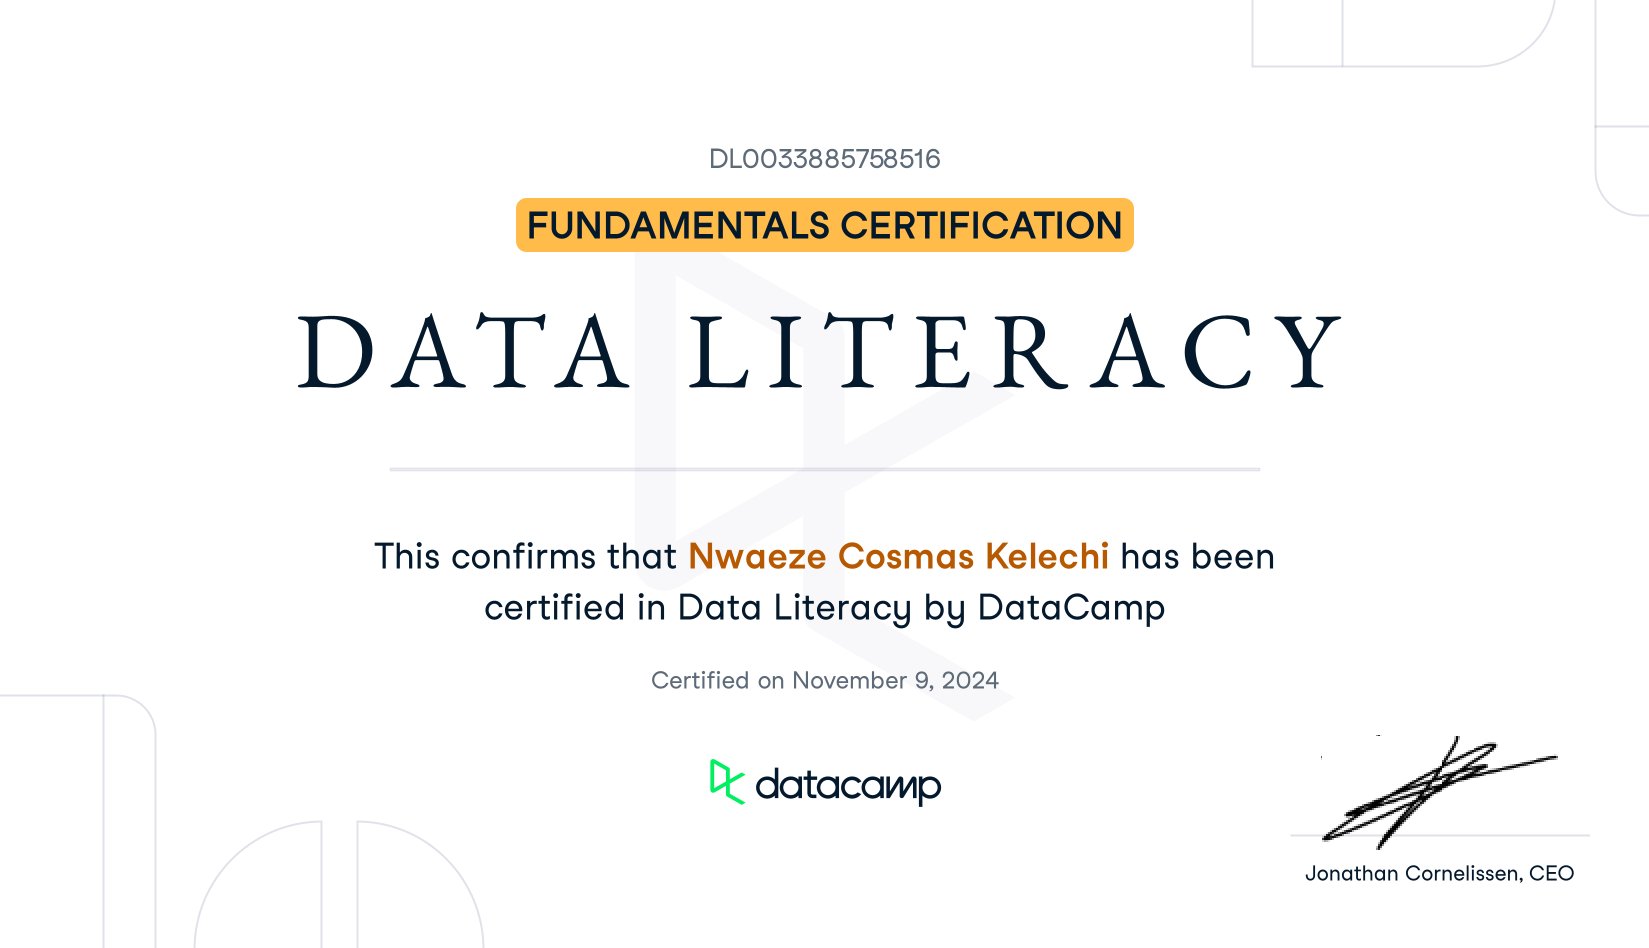 DL0033885758516
FUNDAMENTALS CERTIFICATION
DATA LITERACY
This confirms that Nwaeze Cosmas Kelechi has been
certified in Data Literacy by DataCamp
Certified on November 9, 2024
datacamp
Jonathan Cornelissen, CEO